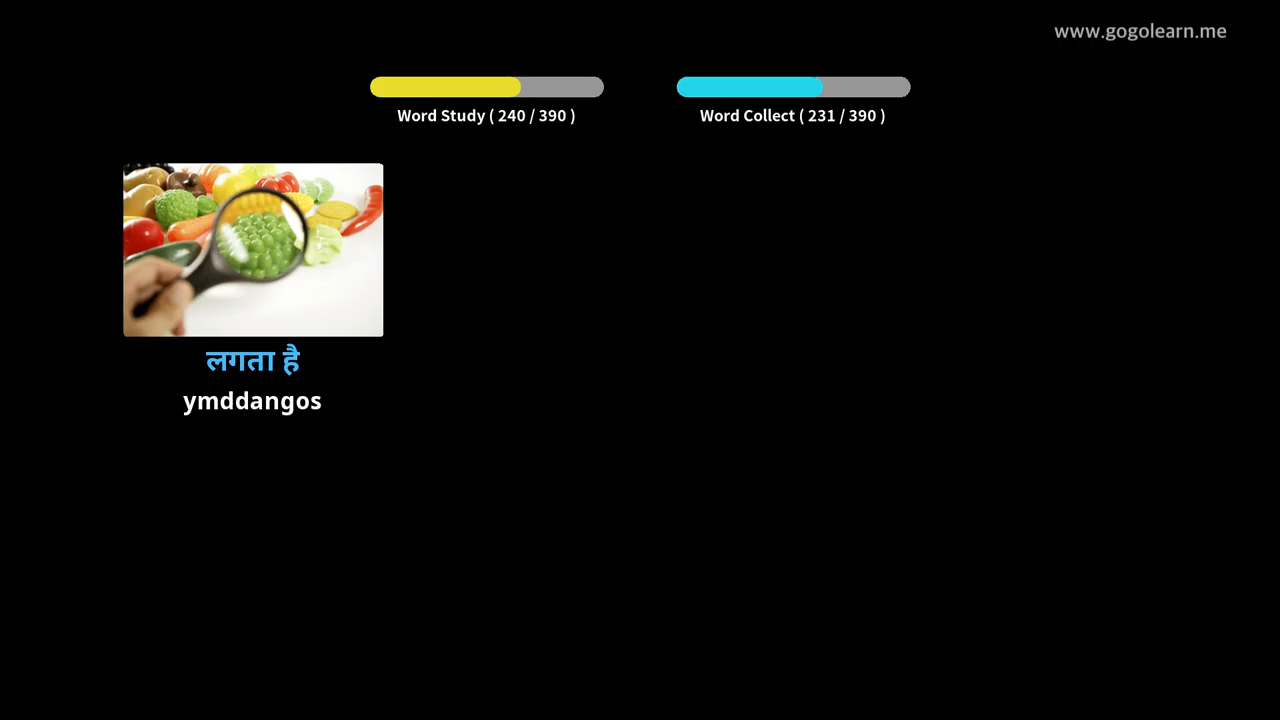 www.gogolearn.me
Word Study ( 240 / 390 )
Word Collect ( 231 / 390 )
लगता है
ymddangos